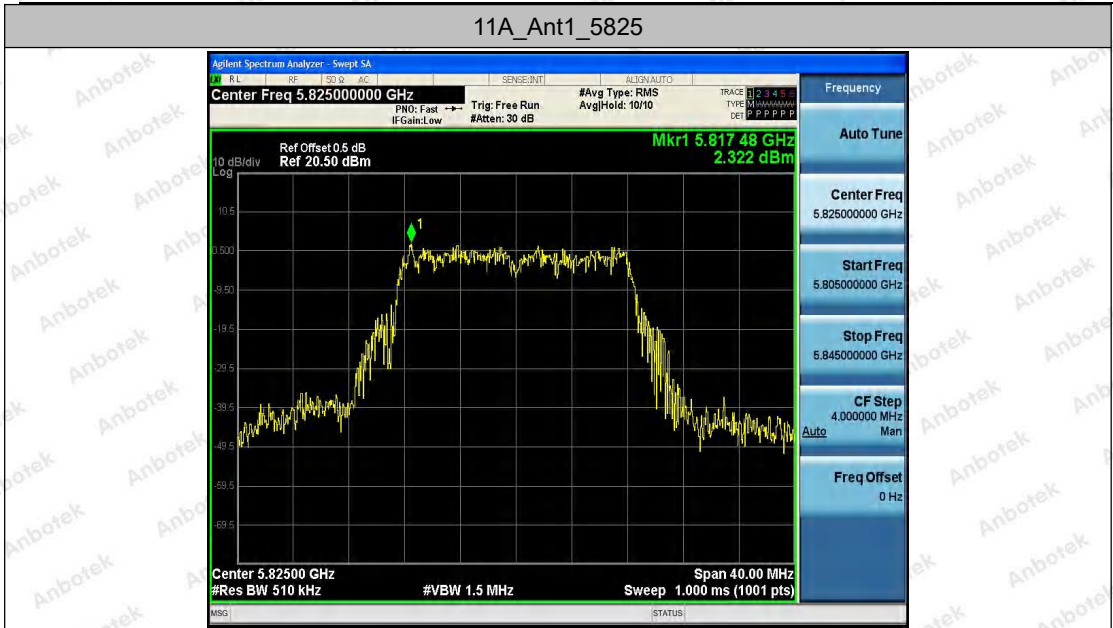 11A_Ant1_5825
Agilent Spectrum Analyzer - Swept SA
RL RF 50 Ω AC SENSE:INT ALIGNAUTO
Center Freq 5.825000000 GHz
PNO: Fast Trig: Free Run
IFGain:Low #Atten: 30 dB
#Avg Type: RMS
Avg|Hold: 10/10
TRACE 1 2 3 4 5 6
TYPE
DET P P P P P P
Ref Offset 0.5 dB
10 dB/div Ref 20.50 dBm
Log
Mkr1 5.817 48 GHz
2.322 dBm
1
10.5
0.500
-9.50
-19.5
-29.5
-39.5
-49.5
-59.5
-69.5
Center 5.82500 GHz Span 40.00 MHz
#Res BW 510 kHz #VBW 1.5 MHz Sweep 1.000 ms (1001 pts)
MSG STATUS
Frequency
Auto Tune
Center Freq
5.825000000 GHz
Start Freq
5.805000000 GHz
Stop Freq
5.845000000 GHz
CF Step
4.000000 MHz
Auto Man
Freq Offset
0 Hz
Anbotek